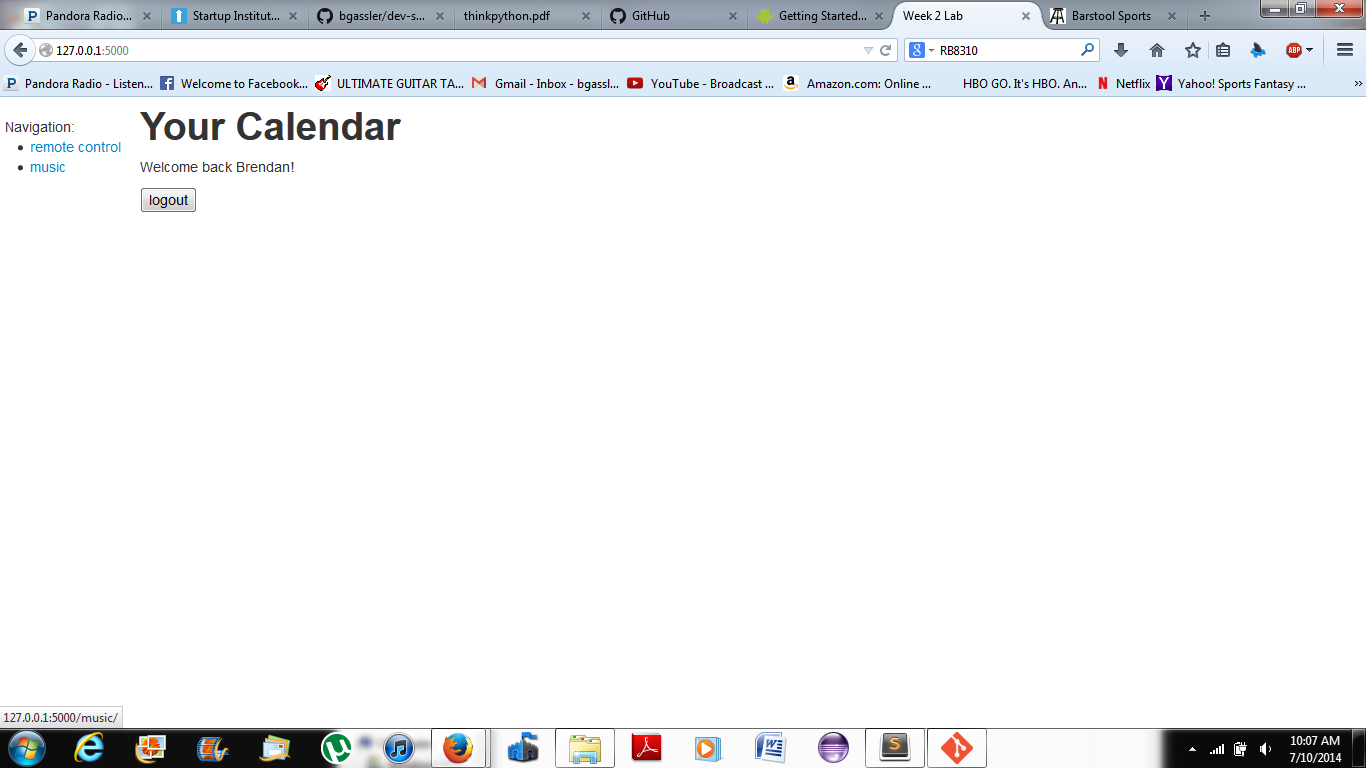 Pandora Radio... Startup Institut... bgassler/dev-s... thinkpython.pdf GitHub Getting Started... Week 2 Lab Barstool Sports
127.0.0.1:5000 RB8310 ABP
Pandora Radio - Listen... Welcome to Facebook... ULTIMATE GUITAR TA... Gmail - Inbox - bgassl... YouTube - Broadcast ... Amazon.com: Online ... HBO GO. It's HBO. An... Netflix Yahoo! Sports Fantasy ... »
Navigation:
remote control
music
Your Calendar
Welcome back Brendan!
logout
127.0.0.1:5000/music/
10:07 AM
7/10/2014